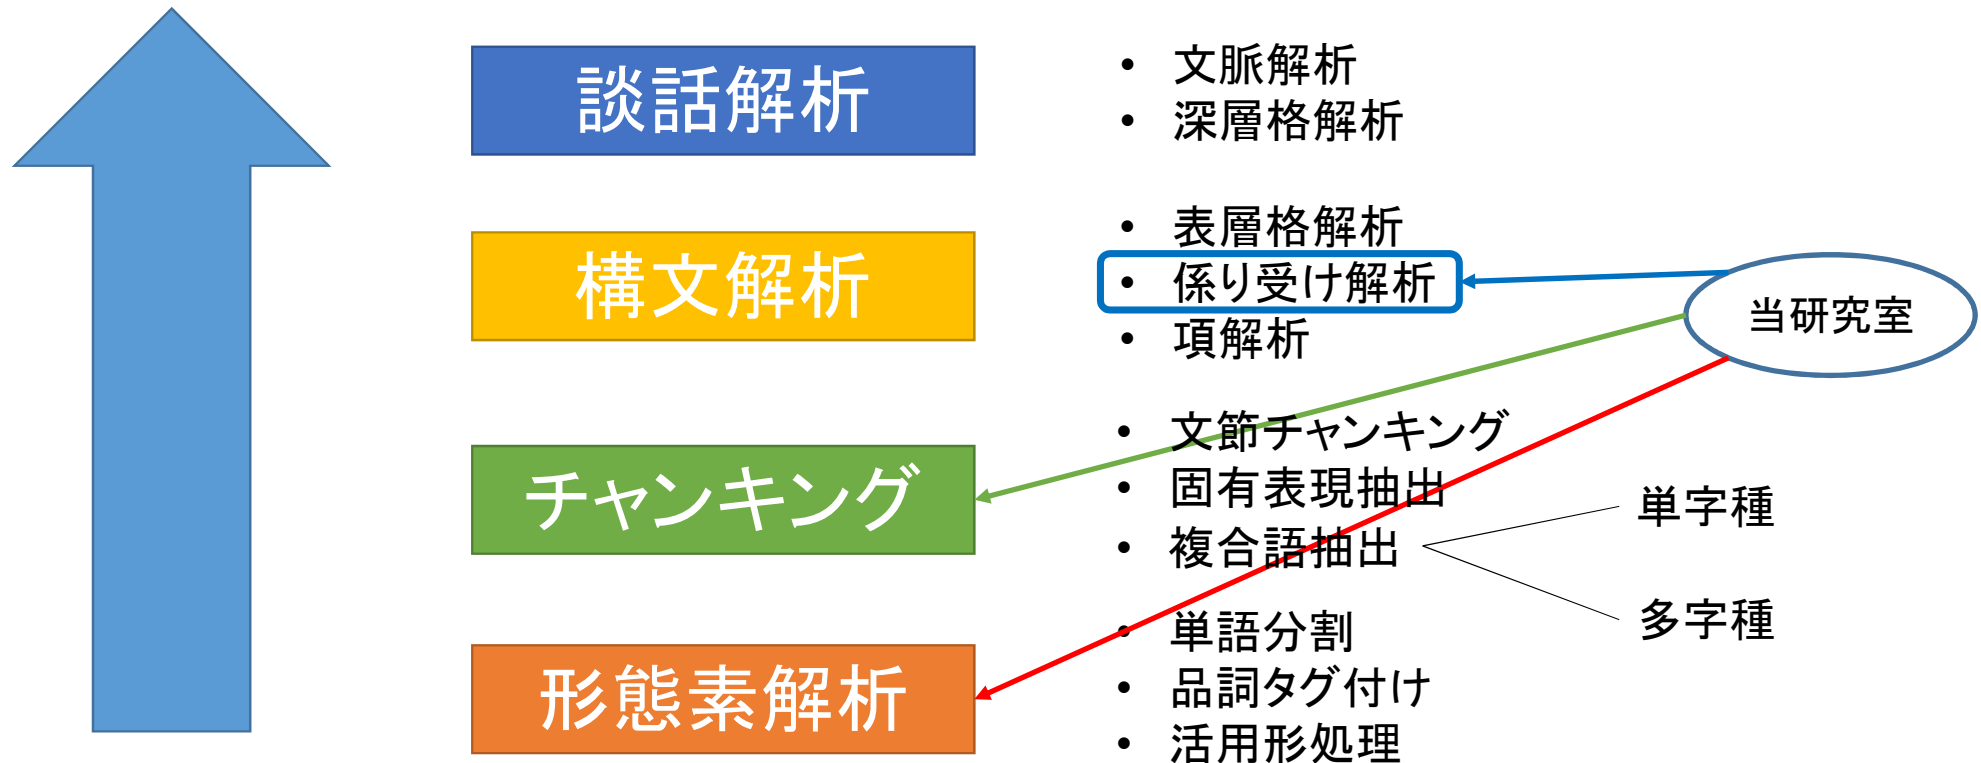 談話解析
• 文脈解析
• 深層格解析
構文解析
• 表層格解析
• 係り受け解析
• 項解析
当研究室
チャンキング
• 文節チャンキング
• 固有表現抽出
• 複合語抽出
単字種
多字種
形態素解析
• 単語分割
• 品詞タグ付け
• 活用形処理